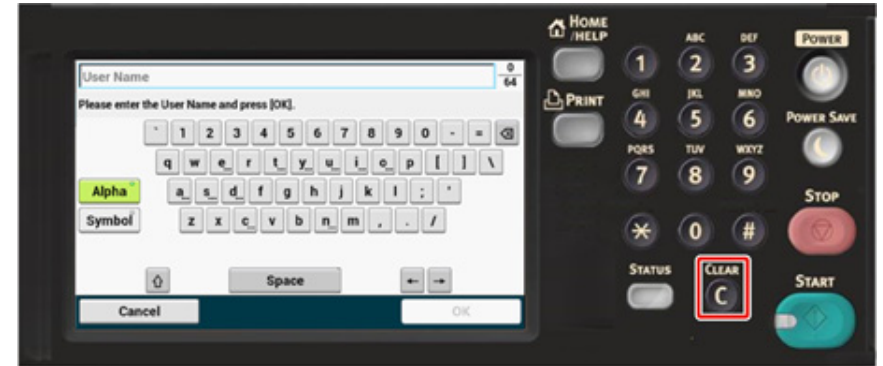 User Name
0
64
Please enter the User Name and press [OK].
` 1 2 3 4 5 6 7 8 9 0 - =
q w e r t y u i o p [ ] \
Alpha a s d f g h j k l ; '
Symbol z x c v b n m , . /
Space ← →
Cancel OK
HOME
/HELP
PRINT
ABC DEF
1 2 3
GHI JKL MNO
4 5 6
PQRS TUV WXYZ
7 8 9
* 0 #
STATUS CLEAR
C
POWER
POWER SAVE
STOP
START